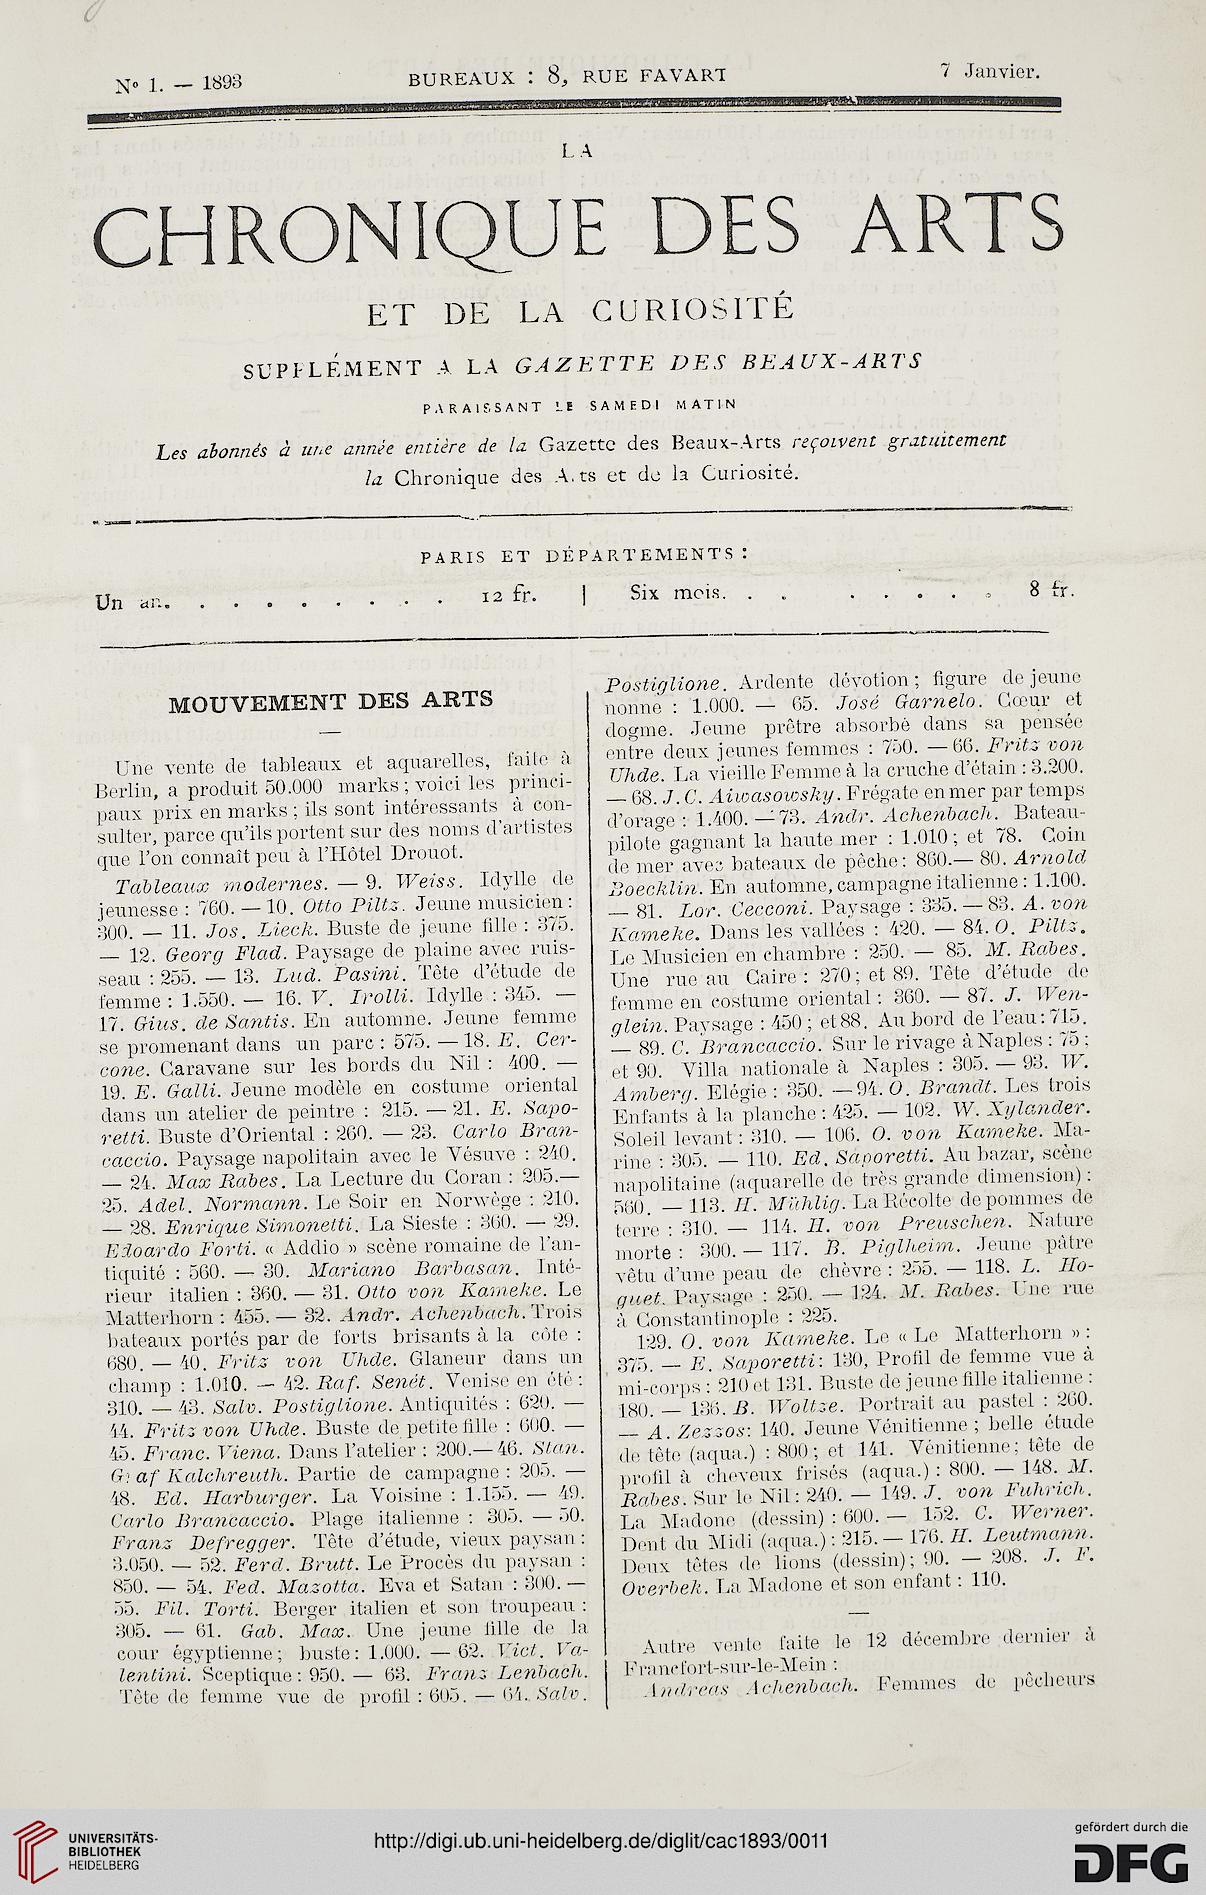 N° 1. — 1893
BUREAUX : 8, RUE FAVART
7 Janvier.
LA
CHRONIQUE DES ARTS
ET DE LA CURIOSITÉ
SUPPLÉMENT A LA GAZETTE DES BEAUX-ARTS
PARAISSANT LE SAMEDI MATIN
Les abonnés à une année entière de la Gazette des Beaux-Arts reçoivent gratuitement
la Chronique des Arts et de la Curiosité.
PARIS ET DÉPARTEMENTS :
Un an. . . . . . . . . . 12 fr. | Six mois. . . . . . . . 8 fr.
MOUVEMENT DES ARTS
Une vente de tableaux et aquarelles, faite à
Berlin, a produit 50.000 marks ; voici les princi-
paux prix en marks ; ils sont intéressants à con-
sulter, parce qu'ils portent sur des noms d'artistes
que l'on connaît peu à l'Hôtel Drouot.
Tableaux modernes. — 9. Weiss. Idylle de
jeunesse : 760. — 10. Otto Piltz. Jeune musicien :
300. — 11. Jos. Lieck. Buste de jeune fille : 375.
— 12. Georg Flad. Paysage de plaine avec ruis-
seau : 255. — 13. Lud. Pasini. Tête d'étude de
femme : 1.550. — 16. V. Irolli. Idylle : 345. —
17. Gius. de Santis. En automne. Jeune femme
se promenant dans un parc : 575. — 18. E. Cer-
cone. Caravane sur les bords du Nil : 400. —
19. E. Galli. Jeune modèle en costume oriental
dans un atelier de peintre : 215. — 21. E. Sapo-
retti. Buste d'Oriental : 260. — 23. Carlo Bran-
caccio. Paysage napolitain avec le Vésuve : 240.
— 24. Max Rabes. La Lecture du Coran : 205.—
25. Adel. Normann. Le Soir en Norwège : 210.
— 28. Enrique Simonetti. La Sieste : 360. — 29.
Edoardo Forti. « Addio » scène romaine de l'an-
tiquité : 560. — 30. Mariano Barbasan. Inté-
rieur italien : 360. — 31. Otto von Kameke. Le
Matterhorn : 455. — 32. Andr. Achenbach. Trois
bateaux portés par de forts brisants à la côte :
680. — 40. Fritz von Uhde. Glaneur dans un
champ : 1.010. — 42. Raf. Senét. Venise en été :
310. — 43. Salv. Postiglione. Antiquités : 620. —
44. Fritz von Uhde. Buste de petite fille : 600. —
45. Franc. Viena. Dans l'atelier : 200.— 46. Stan.
G. af Kalchreuth. Partie de campagne : 205. —
48. Ed. Harburger. La Voisine : 1.155. — 49.
Carlo Brancaccio. Plage italienne : 305. — 50.
Franz Defregger. Tête d'étude, vieux paysan :
3.050. — 52. Ferd. Brutt. Le Procès du paysan :
850. — 54. Fed. Mazotta. Eva et Satan : 300. —
55. Fil. Torti. Berger italien et son troupeau :
305. — 61. Gab. Max. Une jeune fille de la
cour égyptienne ; buste : 1.000. — 62. Vict. Va-
lentini. Sceptique : 950. — 63. Franz Lenbach.
Tête de femme vue de profil : 605. — 64. Salv.
Postiglione. Ardente dévotion ; figure de jeune
nonne : 1.000. — 65. José Garnelo. Cœur et
dogme. Jeune prêtre absorbé dans sa pensée
entre deux jeunes femmes : 750. — 66. Fritz von
Uhde. La vieille Femme à la cruche d'étain : 3.200.
— 68. J. C. Aiwasowsky. Frégate en mer par temps
d'orage : 1.400. — 73. Andr. Achenbach. Bateau-
pilote gagnant la haute mer : 1.010 ; et 78. Coin
de mer avec bateaux de pêche : 860.— 80. Arnold
Boecklin. En automne, campagne italienne : 1.100.
— 81. Lor. Cecconi. Paysage : 335. — 83. A. von
Kameke. Dans les vallées : 420. — 84. O. Piltz.
Le Musicien en chambre : 250. — 85. M. Rabes.
Une rue au Caire : 270 ; et 89. Tête d'étude de
femme en costume oriental : 360. — 87. J. Wen-
glein. Paysage : 450 ; et 88. Au bord de l'eau : 715.
— 89. C. Brancaccio. Sur le rivage à Naples : 75 ;
et 90. Villa nationale à Naples : 305. — 93. W.
Amberg. Elégie : 350. — 94. O. Brandt. Les trois
Enfants à la planche : 425. — 102. W. Xylander.
Soleil levant : 310. — 106. O. von Kameke. Ma-
rine : 305. — 110. Ed. Saporetti. Au bazar, scène
napolitaine (aquarelle de très grande dimension) :
560. — 113. H. Mühlig. La Récolte de pommes de
terre : 310. — 114. H. von Preuschen. Nature
morte : 300. — 117. B. Piglheim. Jeune pâtre
vêtu d'une peau de chèvre : 255. — 118. L. Ho-
guet. Paysage : 250. — 124. M. Rabes. Une rue
à Constantinople : 225.
129. O. von Kameke. Le « Le Matterhorn » :
375. — E. Saporetti : 130, Profil de femme vue à
mi-corps : 210 et 131. Buste de jeune fille italienne :
180. — 136. B. Woltze. Portrait au pastel : 260.
— A. Zezzos : 140. Jeune Vénitienne ; belle étude
de tête (aqua.) : 800 ; et 141. Vénitienne ; tête de
profil à cheveux frisés (aqua.) : 800. — 148. M.
Rabes. Sur le Nil : 240. — 149. J. von Fuhrich.
La Madone (dessin) : 600. — 152. C. Werner.
Dent du Midi (aqua.) : 215. — 176. H. Leutmann.
Deux têtes de lions (dessin) ; 90. — 208. J. F.
Overbek. La Madone et son enfant : 110.
Autre vente faite le 12 décembre dernier à
Francfort-sur-le-Mein :
Andreas Achenbach. Femmes de pêcheurs
UNIVERSITÄTS-
BIBLIOTHEK
HEIDELBERG
http://digi.ub.uni-heidelberg.de/diglit/cac1893/0011
gefördert durch die
DFG